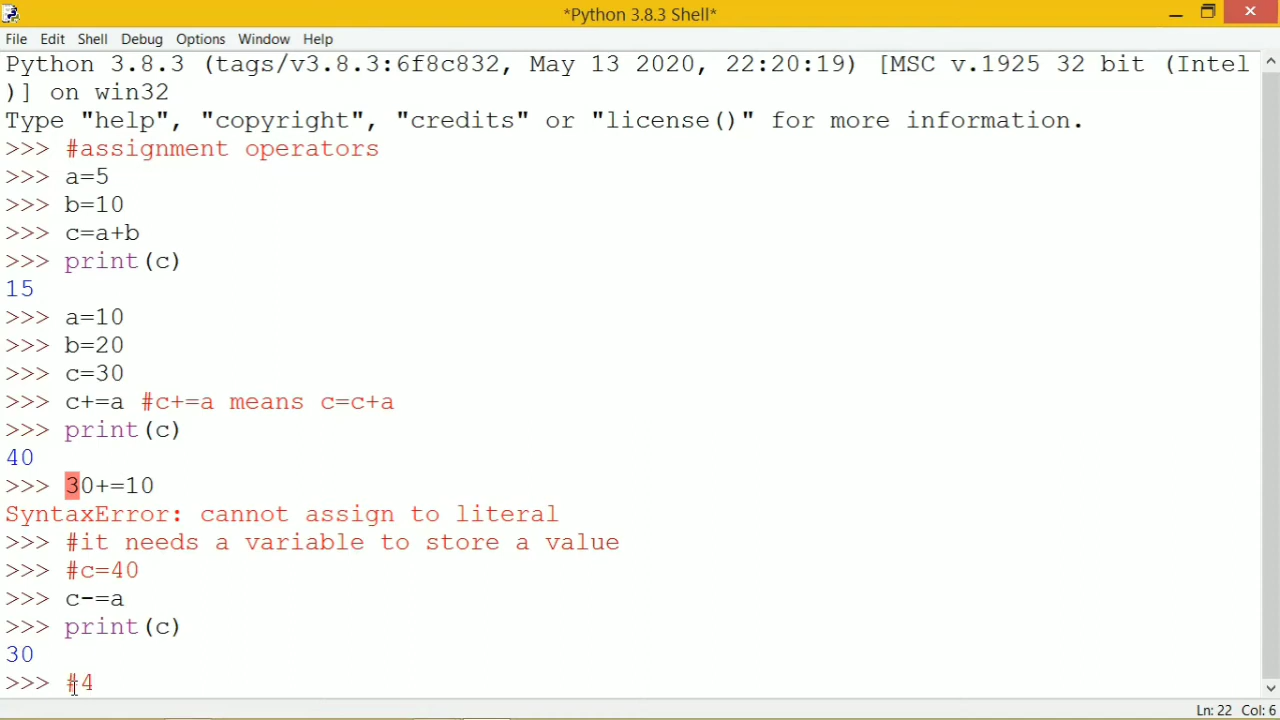 *Python 3.8.3 Shell*
File Edit Shell Debug Options Window Help
Python 3.8.3 (tags/v3.8.3:6f8c832, May 13 2020, 22:20:19) [MSC v.1925 32 bit (Intel
)] on win32
Type "help", "copyright", "credits" or "license()" for more information.
>>> #assignment operators
>>> a=5
>>> b=10
>>> c=a+b
>>> print(c)
15
>>> a=10
>>> b=20
>>> c=30
>>> c+=a #c+=a means c=c+a
>>> print(c)
40
>>> 30+=10
SyntaxError: cannot assign to literal
>>> #it needs a variable to store a value
>>> #c=40
>>> c-=a
>>> print(c)
30
>>> #4
Ln: 22 Col: 6